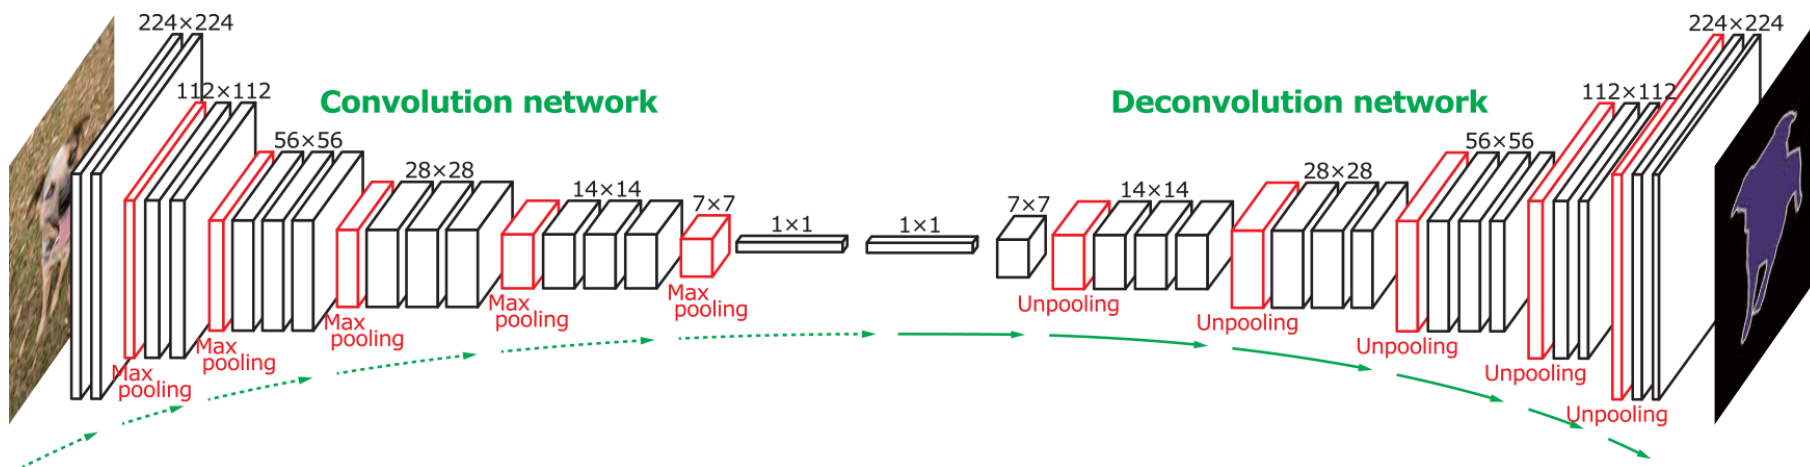 224×224
112×112
Convolution network
56×56
28×28
14×14
7×7
1×1
1×1
7×7
14×14
28×28
56×56
Deconvolution network
112×112
224×224
Max
pooling
Max
pooling
Max
pooling
Max
pooling
Max
pooling
Unpooling
Unpooling
Unpooling
Unpooling
Unpooling